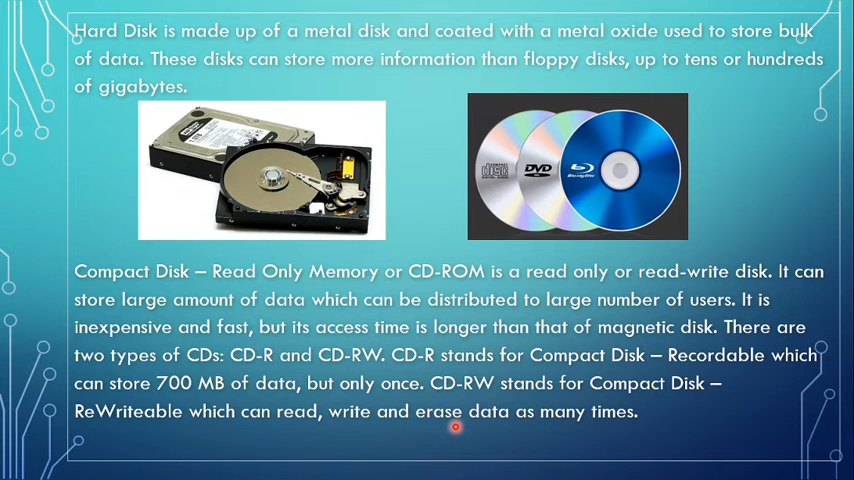 Hard Disk is made up of a metal disk and coated with a metal oxide used to store bulk
of data. These disks can store more information than floppy disks, up to tens or hundreds
of gigabytes.
COMPACT
disc
DVD
Blu-ray Disc
Compact Disk – Read Only Memory or CD-ROM is a read only or read-write disk. It can
store large amount of data which can be distributed to large number of users. It is
inexpensive and fast, but its access time is longer than that of magnetic disk. There are
two types of CDs: CD-R and CD-RW. CD-R stands for Compact Disk – Recordable which
can store 700 MB of data, but only once. CD-RW stands for Compact Disk –
ReWriteable which can read, write and erase data as many times.